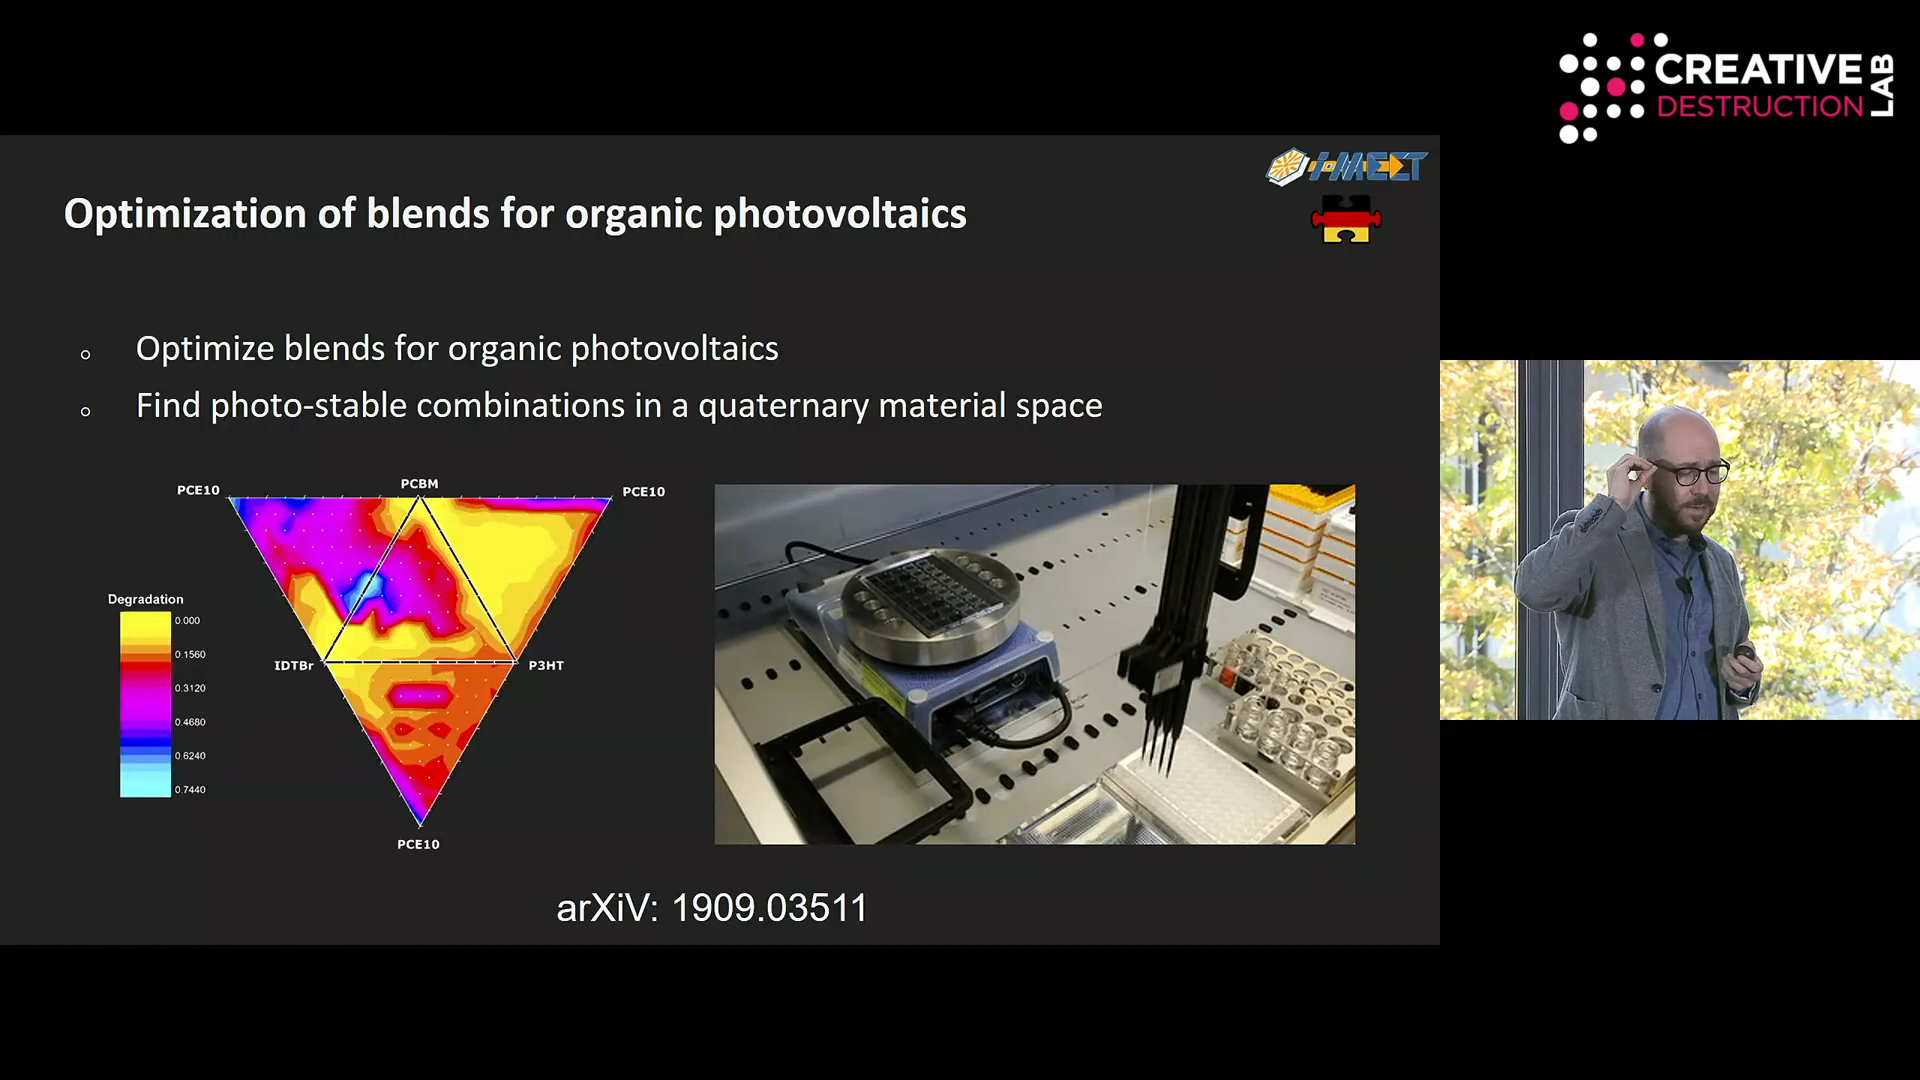 CREATIVE
DESTRUCTION
LAB
i-MEET
Optimization of blends for organic photovoltaics
Optimize blends for organic photovoltaics
Find photo-stable combinations in a quaternary material space
PCE10
PCBM
PCE10
Degradation
0.000
0.1560
0.3120
0.4680
0.6240
0.7440
IDTBr
P3HT
PCE10
arXiV: 1909.03511